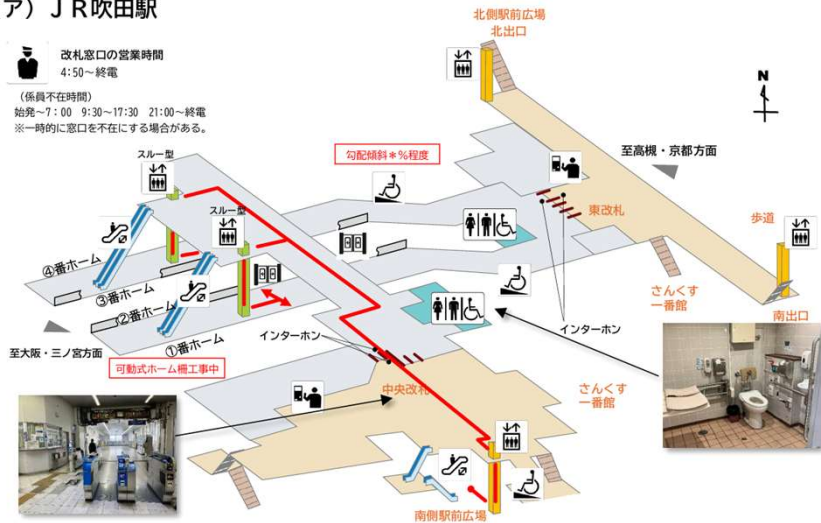 ア）ＪＲ吹田駅
改札窓口の営業時間
4:50～終電
（係員不在時間）
始発～7：00　9:30～17:30　21:00～終電
※一時的に窓口を不在にする場合がある。
北側駅前広場
北出口
N
勾配傾斜＊％程度
至高槻・京都方面
スルー型
スルー型
東改札
歩道
④番ホーム
③番ホーム
②番ホーム
①番ホーム
さんくす
一番館
南出口
至大阪・三ノ宮方面
可動式ホーム柵工事中
インターホン
インターホン
中央改札
さんくす
一番館
南側駅前広場